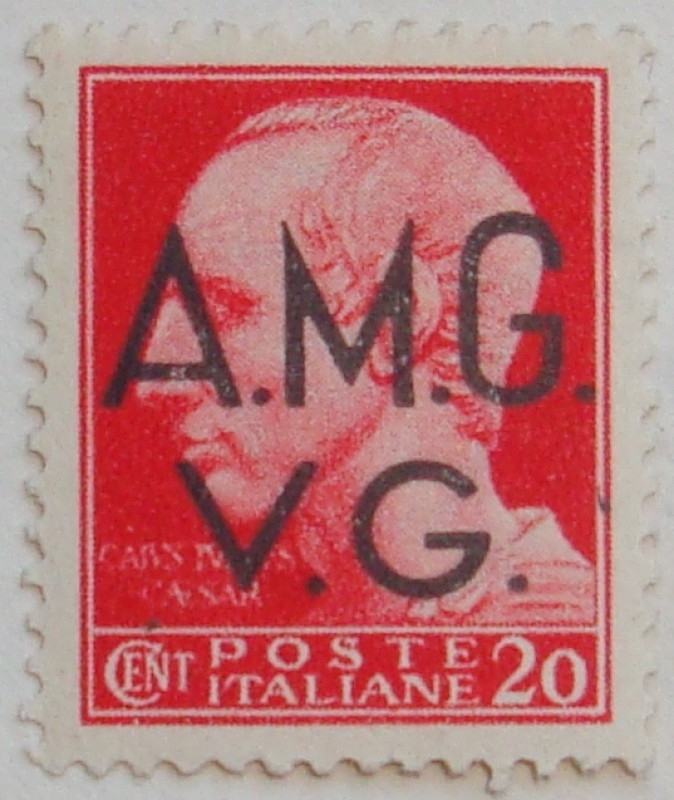 A.M.G.
V.G.
CAIVS IVLIVS
CAESAR
CENT POSTE ITALIANE 20